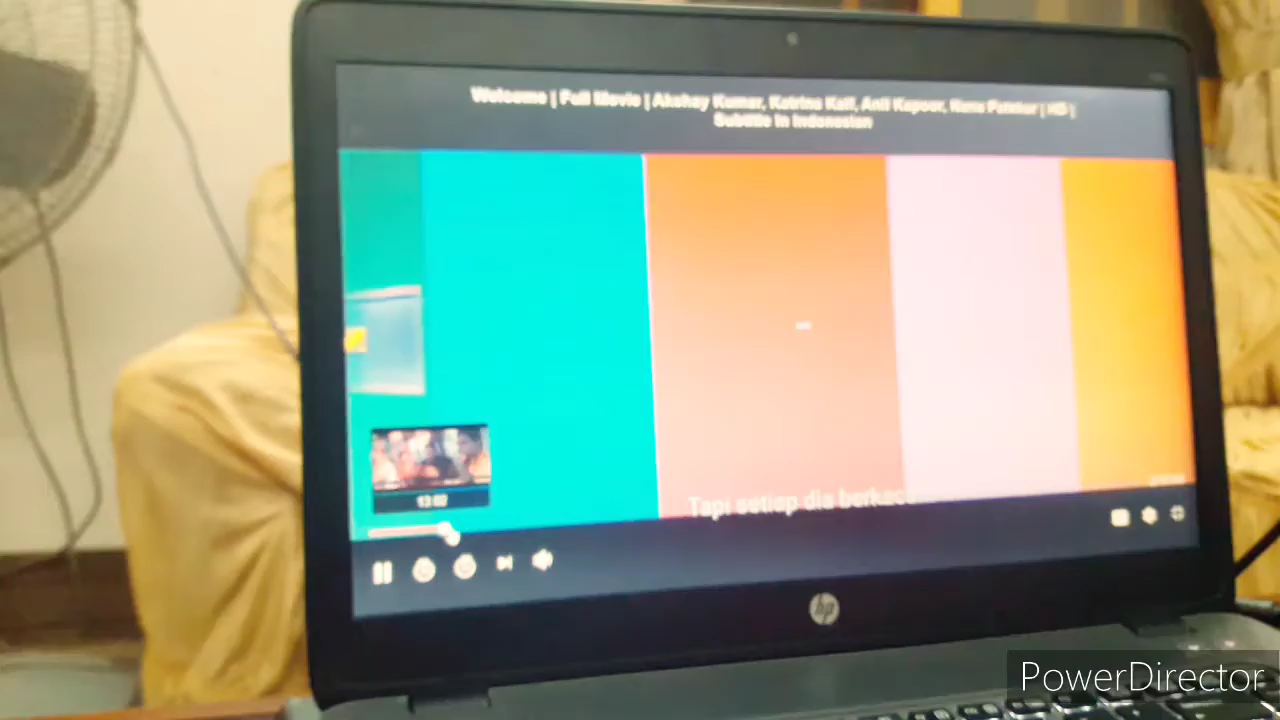 Welcome | Full Movie | Akshay Kumar, Katrina Kaif, Anil Kapoor, Nana Patekar | HD |
Subtitle in Indonesian
13:02
Tapi setiap dia berkaca
hp
PowerDirector